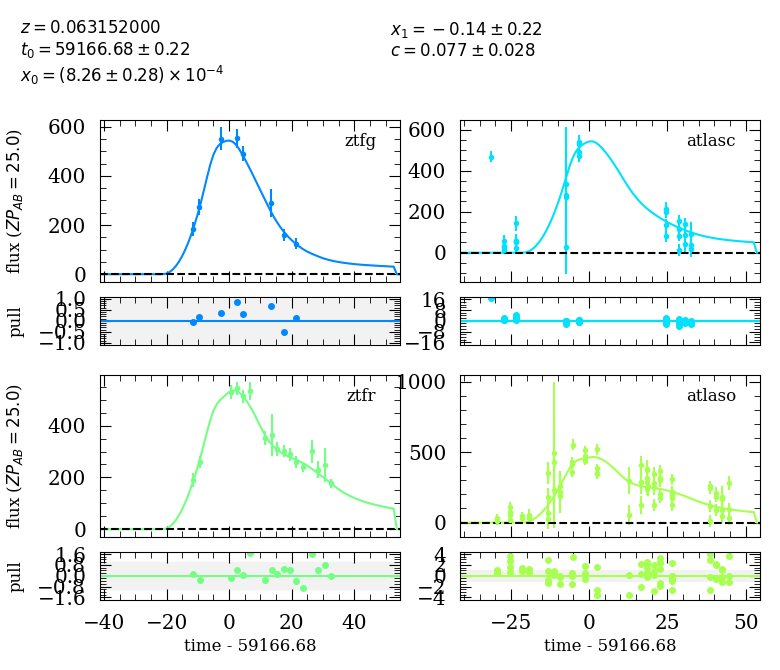 z = 0.063152000
t₀ = 59166.68 ± 0.22
x₀ = (8.26 ± 0.28) × 10⁻⁴
x₁ = −0.14 ± 0.22
c = 0.077 ± 0.028
flux (ZP_AB = 25.0)
600
400
200
0
ztfg
600
400
200
0
atlasc
pull
1.0
0.5
0.0
−0.5
−1.0
16
8
0
−8
−16
flux (ZP_AB = 25.0)
400
200
0
ztfr
1000
500
0
atlaso
pull
1.6
0.8
0.0
−0.8
−1.6
4
2
0
−2
−4
−40 −20 0 20 40
−25 0 25 50
time - 59166.68
time - 59166.68